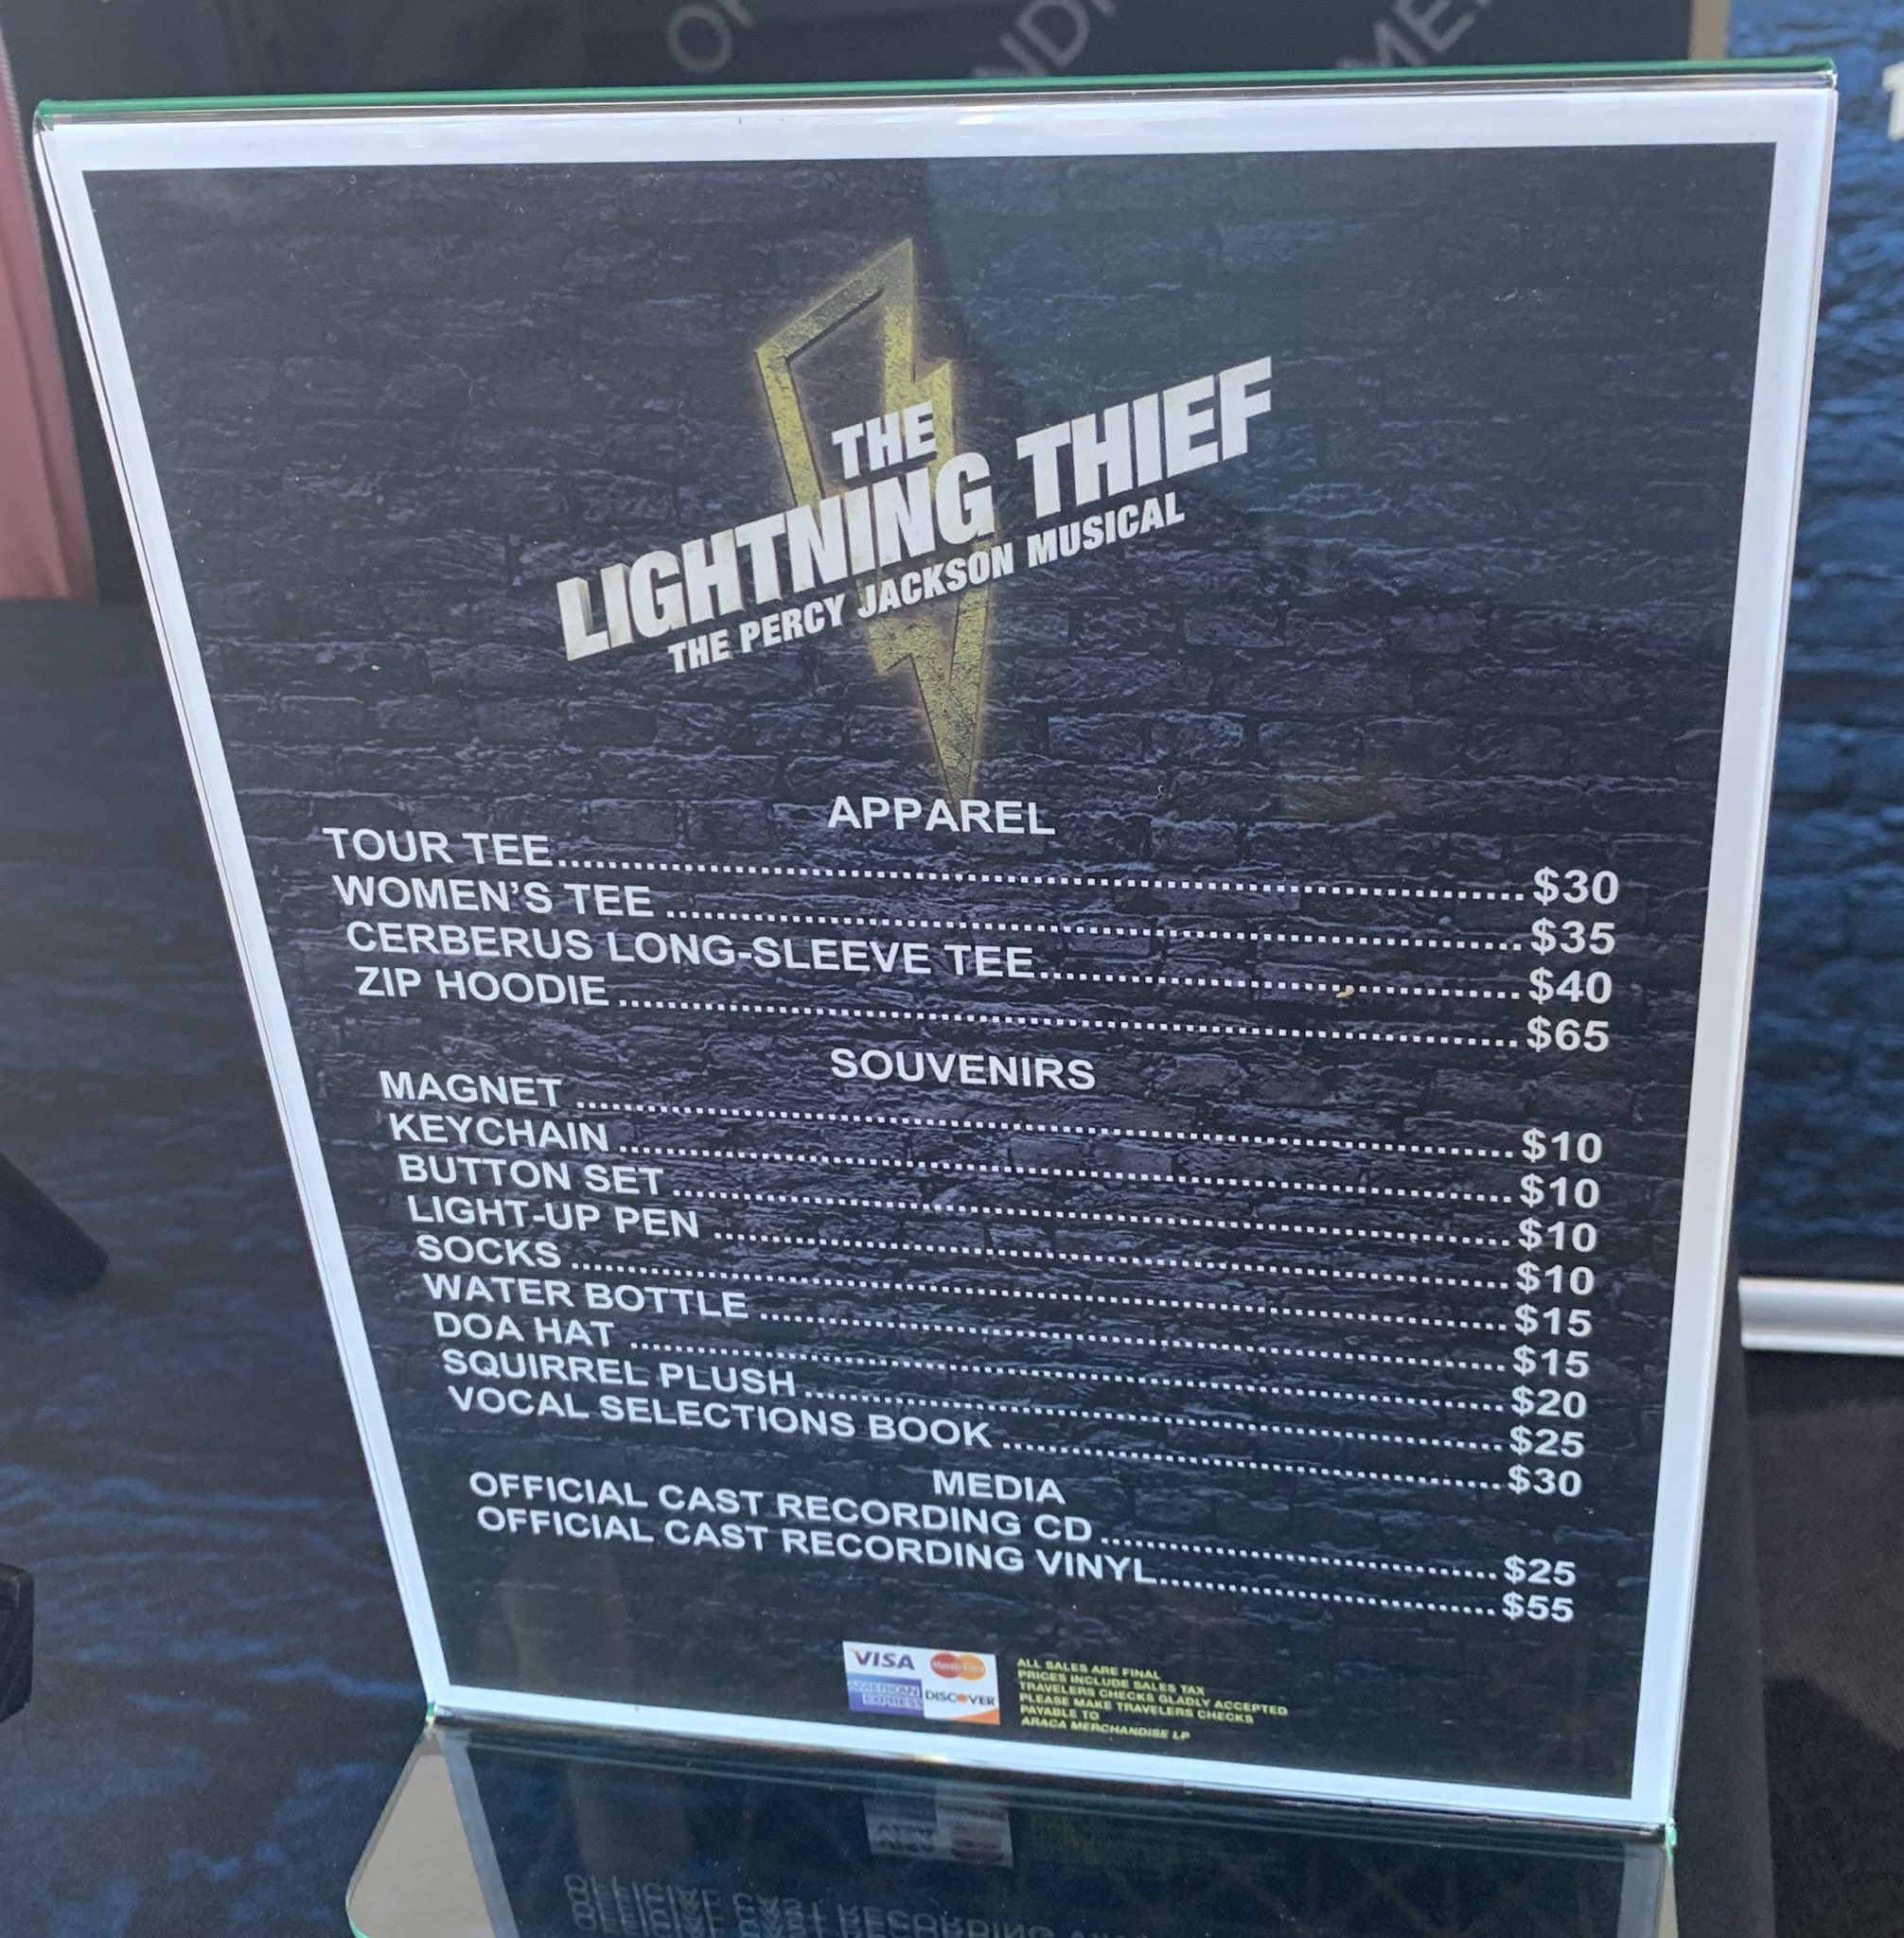 THE
LIGHTNING THIEF
THE PERCY JACKSON MUSICAL
APPAREL
TOUR TEE $30
WOMEN'S TEE $35
CERBERUS LONG-SLEEVE TEE $40
ZIP HOODIE $65
SOUVENIRS
MAGNET $10
KEYCHAIN $10
BUTTON SET $10
LIGHT-UP PEN $10
SOCKS $15
WATER BOTTLE $15
DOA HAT $20
SQUIRREL PLUSH $25
VOCAL SELECTIONS BOOK $30
MEDIA
OFFICIAL CAST RECORDING CD $25
OFFICIAL CAST RECORDING VINYL $55
VISA MasterCard
AMERICAN EXPRESS DISCOVER
ALL SALES ARE FINAL
PRICES INCLUDE SALES TAX
TRAVELERS CHECKS GLADLY ACCEPTED
PLEASE MAKE TRAVELERS CHECKS
PAYABLE TO
ARACA MERCHANDISE LP